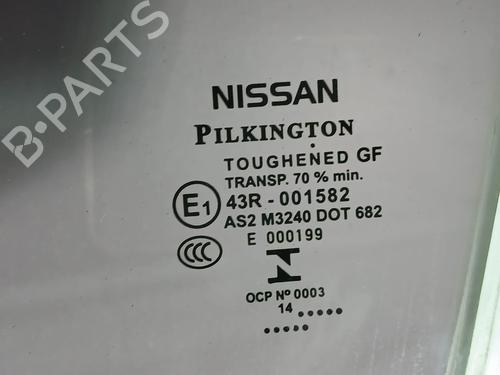 B-PARTS
NISSAN
PILKINGTON
TOUGHENED GF
TRANSP. 70 % min.
E1 43R - 001582
AS2 M3240 DOT 682
E 000199
CCC
OCP Nº 0003
14 .....
.....